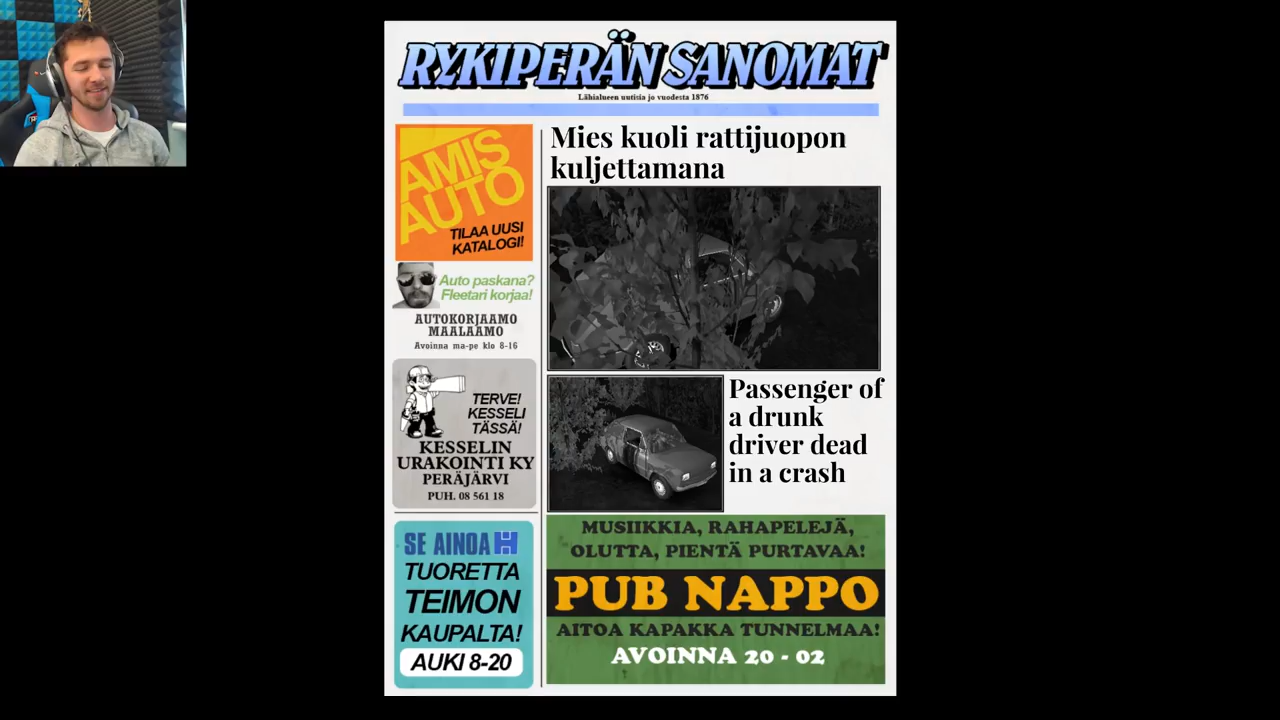 RYKIPERÄN SANOMAT
Lähialueen uutisia jo vuodesta 1876
AMIS
AUTO
TILAA UUSI
KATALOGI!
Auto paskana?
Fleetari korjaa!
AUTOKORJAAMO
MAALAAMO
Avoinna ma-pe klo 8-16
TERVE!
KESSELI
TÄSSÄ!
KESSELIN
URAKOINTI KY
PERÄJÄRVI
PUH. 08 561 18
SE AINOA H
TUORETTA
TEIMON
KAUPALTA!
AUKI 8-20
Mies kuoli rattijuopon
kuljettamana
Passenger of
a drunk
driver dead
in a crash
MUSIIKKIA, RAHAPELEJÄ,
OLUTTA, PIENTÄ PURTAVAA!
PUB NAPPO
AITOA KAPAKKA TUNNELMAA!
AVOINNA 20 - 02